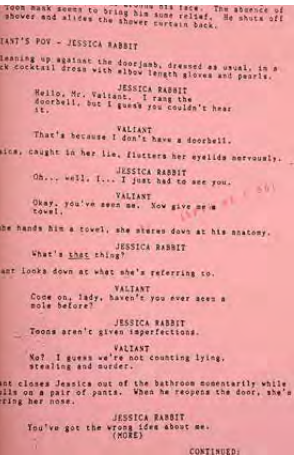 his face. The absence of
Toon mask seems to bring him some relief. He shuts off
shower and slides the shower curtain back.
IANT'S POV - JESSICA RABBIT
leaning up against the doorjamb, dressed as usual, in a
ck cocktail dress with elbow length gloves and pearls.
JESSICA RABBIT
Hello, Mr. Valiant. I rang the
doorbell, but I guess you couldn't hear
it.
VALIANT
That's because I don't have a doorbell.
sica, caught in her lie, flutters her eyelids nervously.
JESSICA RABBIT
Oh... well, I... I just had to see you.
VALIANT
Okay, you've seen me. Now give me a
towel.
she hands him a towel, she stares down at his anatomy.
JESSICA RABBIT
What's that thing?
ant looks down at what she's referring to.
VALIANT
Come on, lady, haven't you ever seen a
mole before?
JESSICA RABBIT
Toons aren't given imperfections.
VALIANT
No? I guess we're not counting lying,
stealing and murder.
ant closes Jessica out of the bathroom momentarily while
ulls on a pair of pants. When he reopens the door, she's
ering her nose.
JESSICA RABBIT
You've got the wrong idea about me.
(MORE)
CONTINUED: